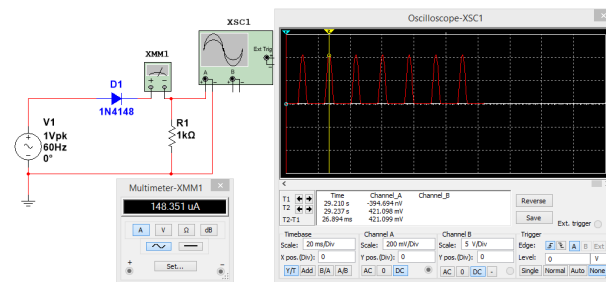 XSC1
XMM1
Ext Trig
A
B
D1
1N4148
V1
1Vpk
60Hz
0°
R1
1kΩ
Multimeter-XMM1
148.351 uA
A
V
Ω
dB
Set...
Oscilloscope-XSC1
Time Channel_A Channel_B
T1 29.210 s -394.694 nV
T2 29.237 s 421.098 mV
T2-T1 26.894 ms 421.099 mV
Reverse
Save
Ext. trigger
Timebase
Scale: 20 ms/Div
X pos.(Div): 0
Y/T Add B/A A/B
Channel A
Scale: 200 mV/Div
Y pos.(Div): 0
AC 0 DC
Channel B
Scale: 5 V/Div
Y pos.(Div): 0
AC 0 DC -
Trigger
Edge: A B Ext
Level: 0 V
Single Normal Auto None